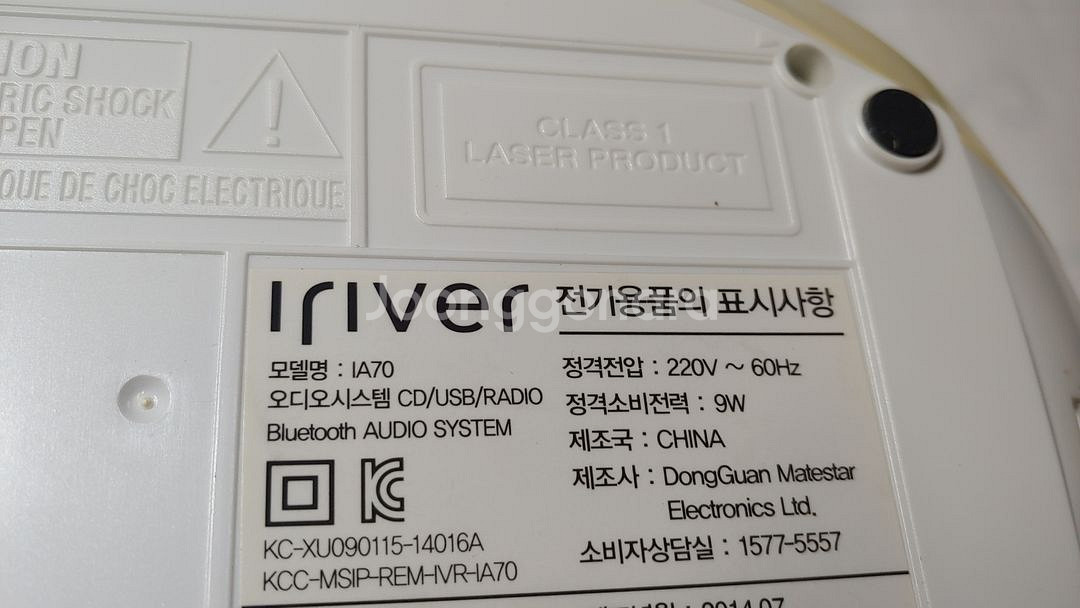 ION
RIC SHOCK
PEN
QUE DE CHOC ELECTRIQUE
CLASS 1
LASER PRODUCT
iriver 전기용품의 표시사항
모델명 : IA70
오디오시스템 CD/USB/RADIO
Bluetooth AUDIO SYSTEM
KC-XU090115-14016A
KCC-MSIP-REM-IVR-IA70
정격전압 : 220V ~ 60Hz
정격소비전력 : 9W
제조국 : CHINA
제조사 : DongGuan Matestar
Electronics Ltd.
소비자상담실 : 1577-5557
: 2014.07